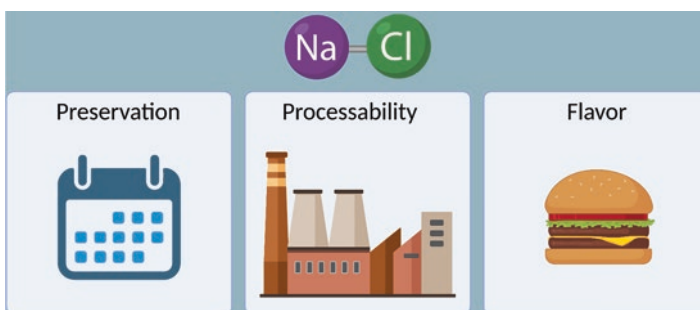 Na Cl
Preservation
Processability
Flavor